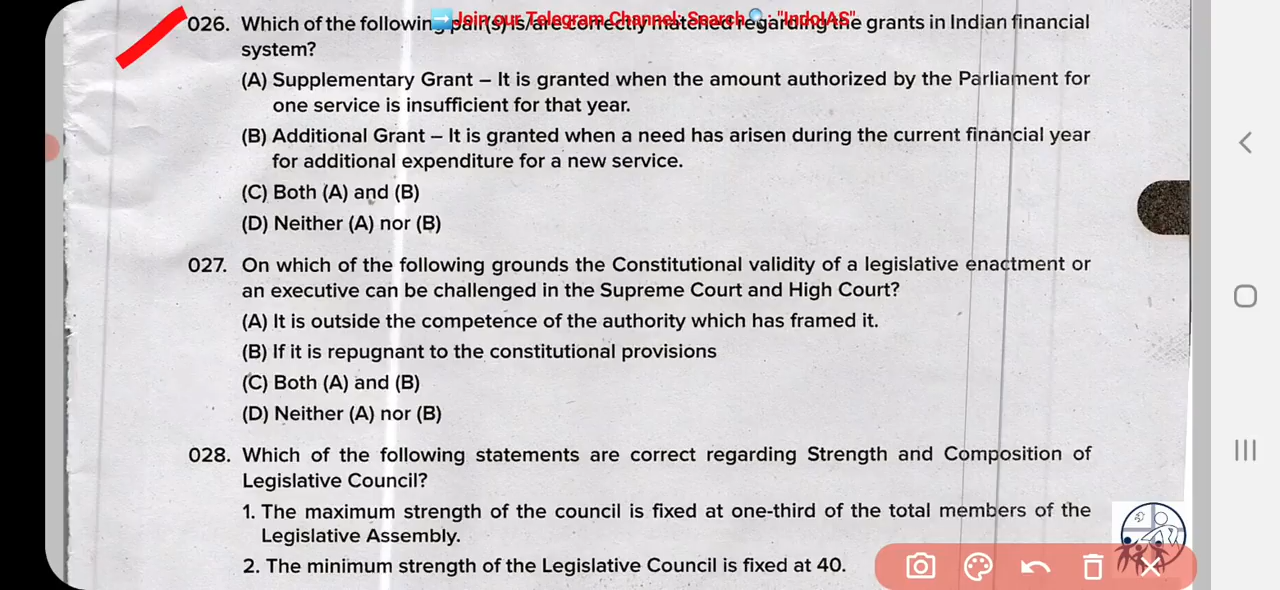 026. Which of the following pair(s) is/are correctly matched regarding the grants in Indian financial
➡Join our Telegram Channel: Search🔍: "IndoIAS"
system?
(A) Supplementary Grant – It is granted when the amount authorized by the Parliament for
one service is insufficient for that year.
(B) Additional Grant – It is granted when a need has arisen during the current financial year
for additional expenditure for a new service.
(C) Both (A) and (B)
(D) Neither (A) nor (B)
027. On which of the following grounds the Constitutional validity of a legislative enactment or
an executive can be challenged in the Supreme Court and High Court?
(A) It is outside the competence of the authority which has framed it.
(B) If it is repugnant to the constitutional provisions
(C) Both (A) and (B)
(D) Neither (A) nor (B)
028. Which of the following statements are correct regarding Strength and Composition of
Legislative Council?
1. The maximum strength of the council is fixed at one-third of the total members of the
Legislative Assembly.
2. The minimum strength of the Legislative Council is fixed at 40.